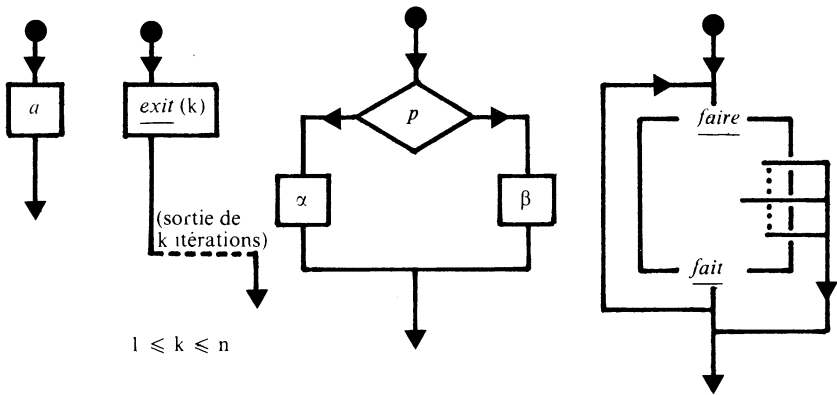 a
exit (k)
(sortie de
k itérations)
1 ⩽ k ⩽ n
p
α
β
faire
fait